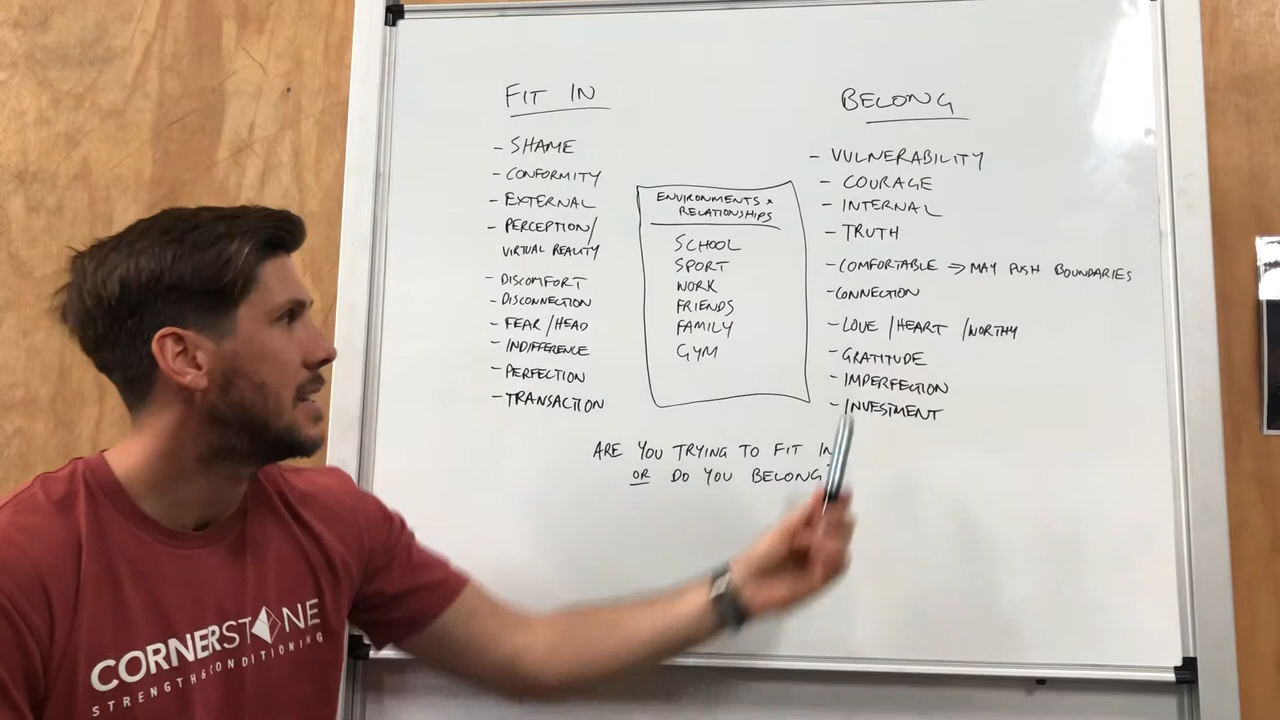 FIT IN
- SHAME
- CONFORMITY
- EXTERNAL
- PERCEPTION/
VIRTUAL REALITY
- DISCOMFORT
- DISCONNECTION
- FEAR/HEAD
- INDIFFERENCE
- PERFECTION
- TRANSACTION
ENVIRONMENTS &
RELATIONSHIPS
SCHOOL
SPORT
WORK
FRIENDS
FAMILY
GYM
BELONG
- VULNERABILITY
- COURAGE
- INTERNAL
- TRUTH
- COMFORTABLE → MAY PUSH BOUNDARIES
- CONNECTION
- LOVE /HEART /WORTHY
- GRATITUDE
- IMPERFECTION
- INVESTMENT
ARE YOU TRYING TO FIT IN
OR DO YOU BELONG?
CORNERSTONE
STRENGTH & CONDITIONING